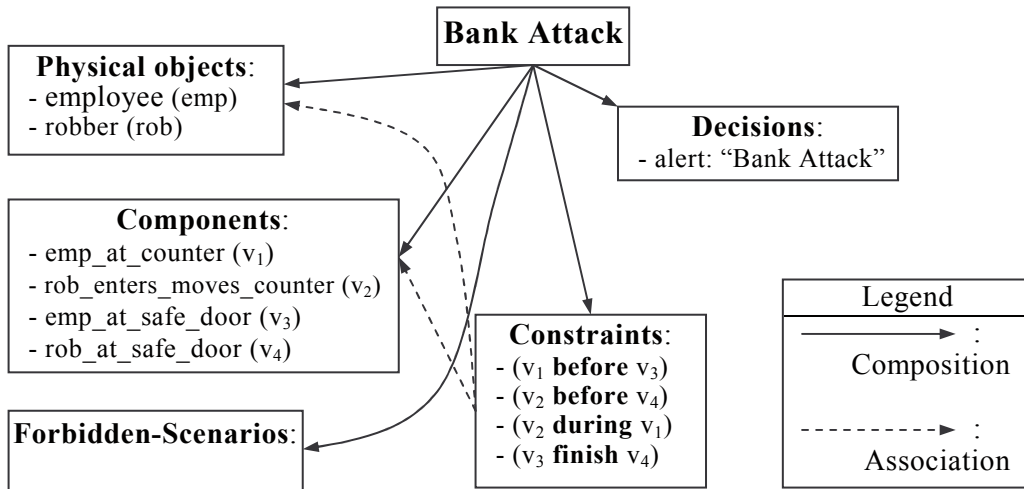 Bank Attack
Physical objects:
- employee (emp)
- robber (rob)
Decisions:
- alert: “Bank Attack”
Components:
- emp_at_counter (v₁)
- rob_enters_moves_counter (v₂)
- emp_at_safe_door (v₃)
- rob_at_safe_door (v₄)
Forbidden-Scenarios:
Constraints:
- (v₁ before v₃)
- (v₂ before v₄)
- (v₂ during v₁)
- (v₃ finish v₄)
Legend
:
Composition
:
Association